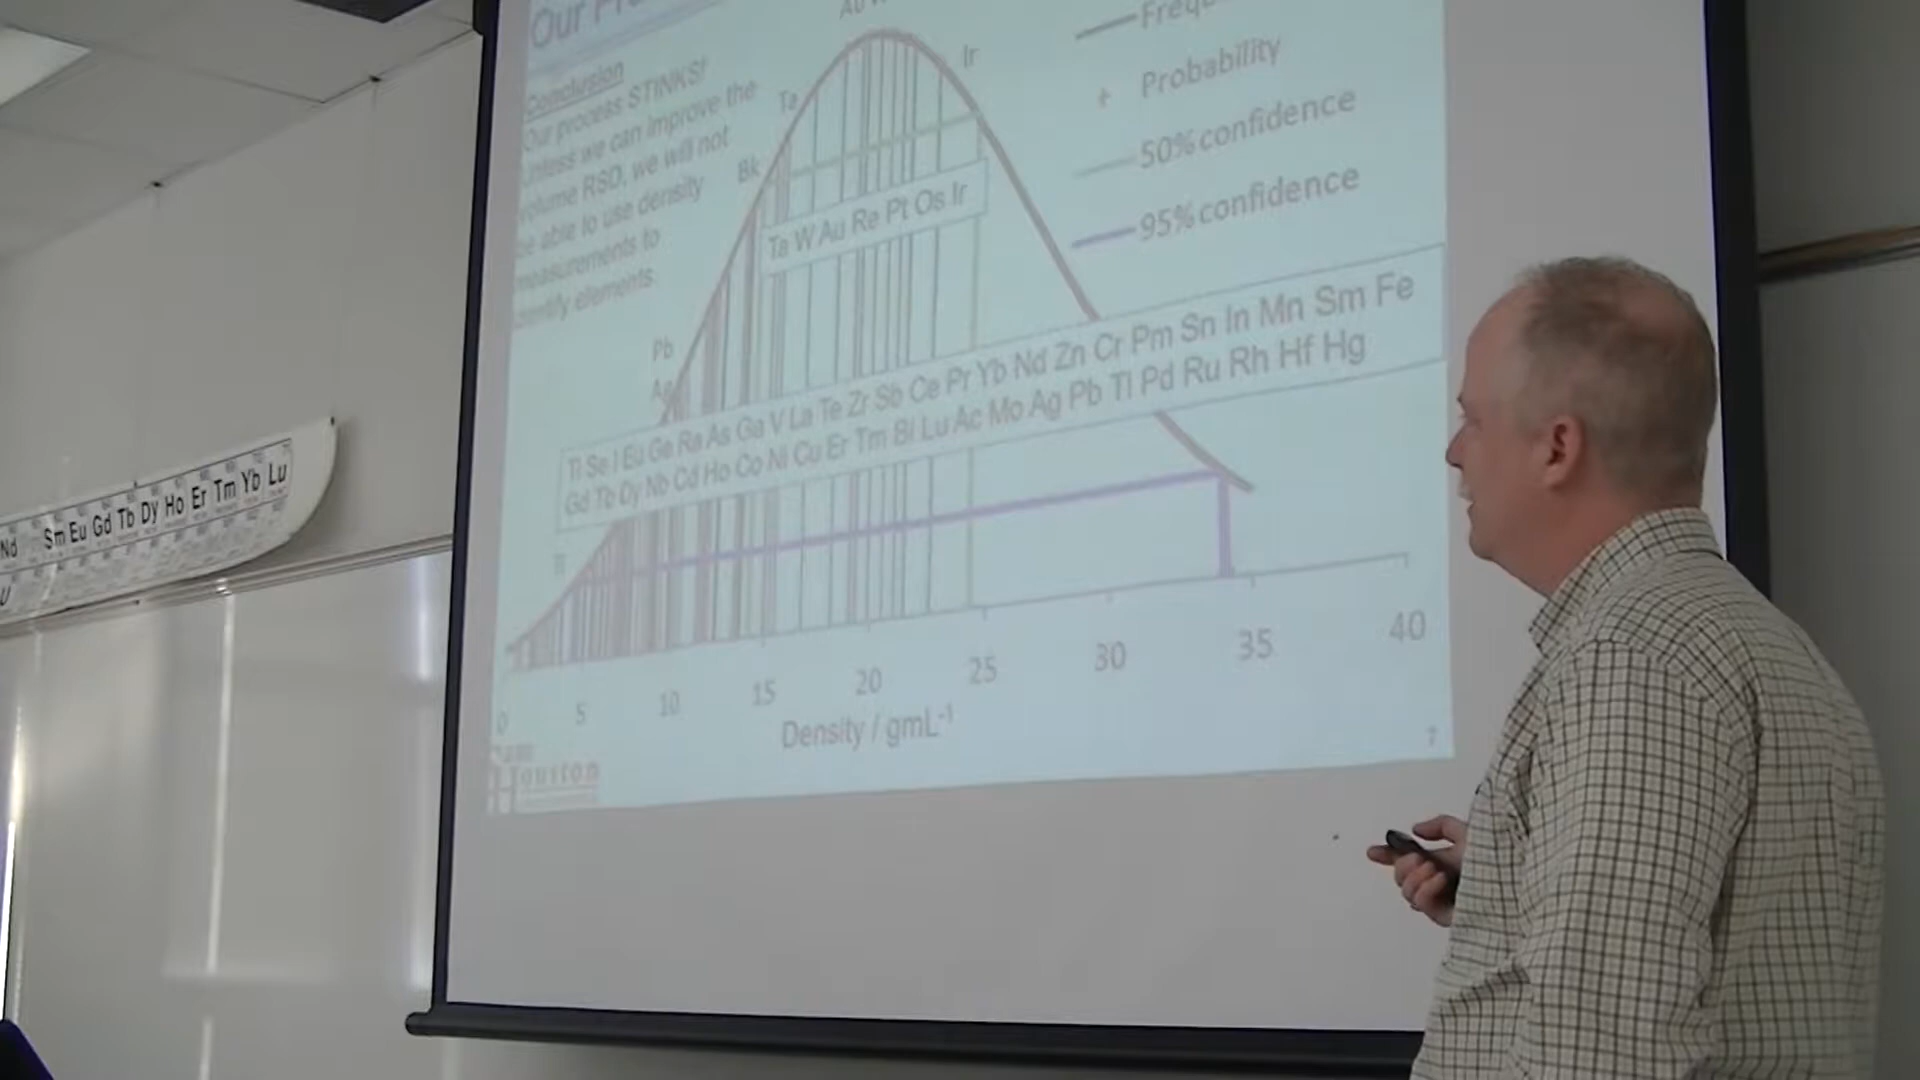 Our
Conclusion
Our process STINKS!
Unless we can improve the
volume RSD, we will not
be able to use density
measurements to
identify elements.
Ir
Ta
Bk
Pb
Probability
50% confidence
95% confidence
Ta W Au Re Pt Os Ir
Ti Se I Eu Ge Ra As Ga V La Te Zr Sb Ce Pr Yb Nd Zn Cr Pm Sn In Mn Sm Fe
Gd Tb Dy Nb Cd Ho Co Ni Cu Er Tm Bi Lu Ac Mo Ag Pb Tl Pd Ru Rh Hf Hg
0 5 10 15 20 25 30 35 40
Density / gmL-1
7
Houston
Nd Sm Eu Gd Tb Dy Ho Er Tm Yb Lu
U